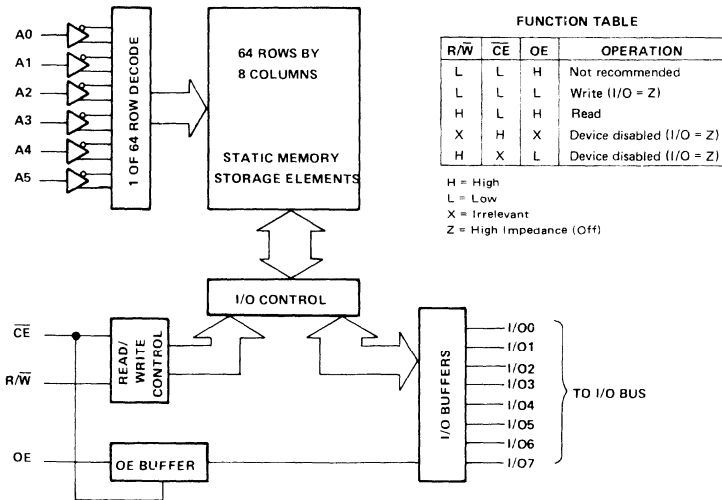 A0
A1
A2
A3
A4
A5
1 OF 64 ROW DECODE
64 ROWS BY
8 COLUMNS
STATIC MEMORY
STORAGE ELEMENTS
FUNCTION TABLE
R/W̅ C̅E̅ OE OPERATION
L L H Not recommended
L L L Write (I/O = Z)
H L H Read
X H X Device disabled (I/O = Z)
H X L Device disabled (I/O = Z)
H = High
L = Low
X = Irrelevant
Z = High Impedance (Off)
I/O CONTROL
C̅E̅
R/W̅
READ/
WRITE
CONTROL
OE
OE BUFFER
I/O BUFFERS
I/O0
I/O1
I/O2
I/O3
I/O4
I/O5
I/O6
I/O7
TO I/O BUS